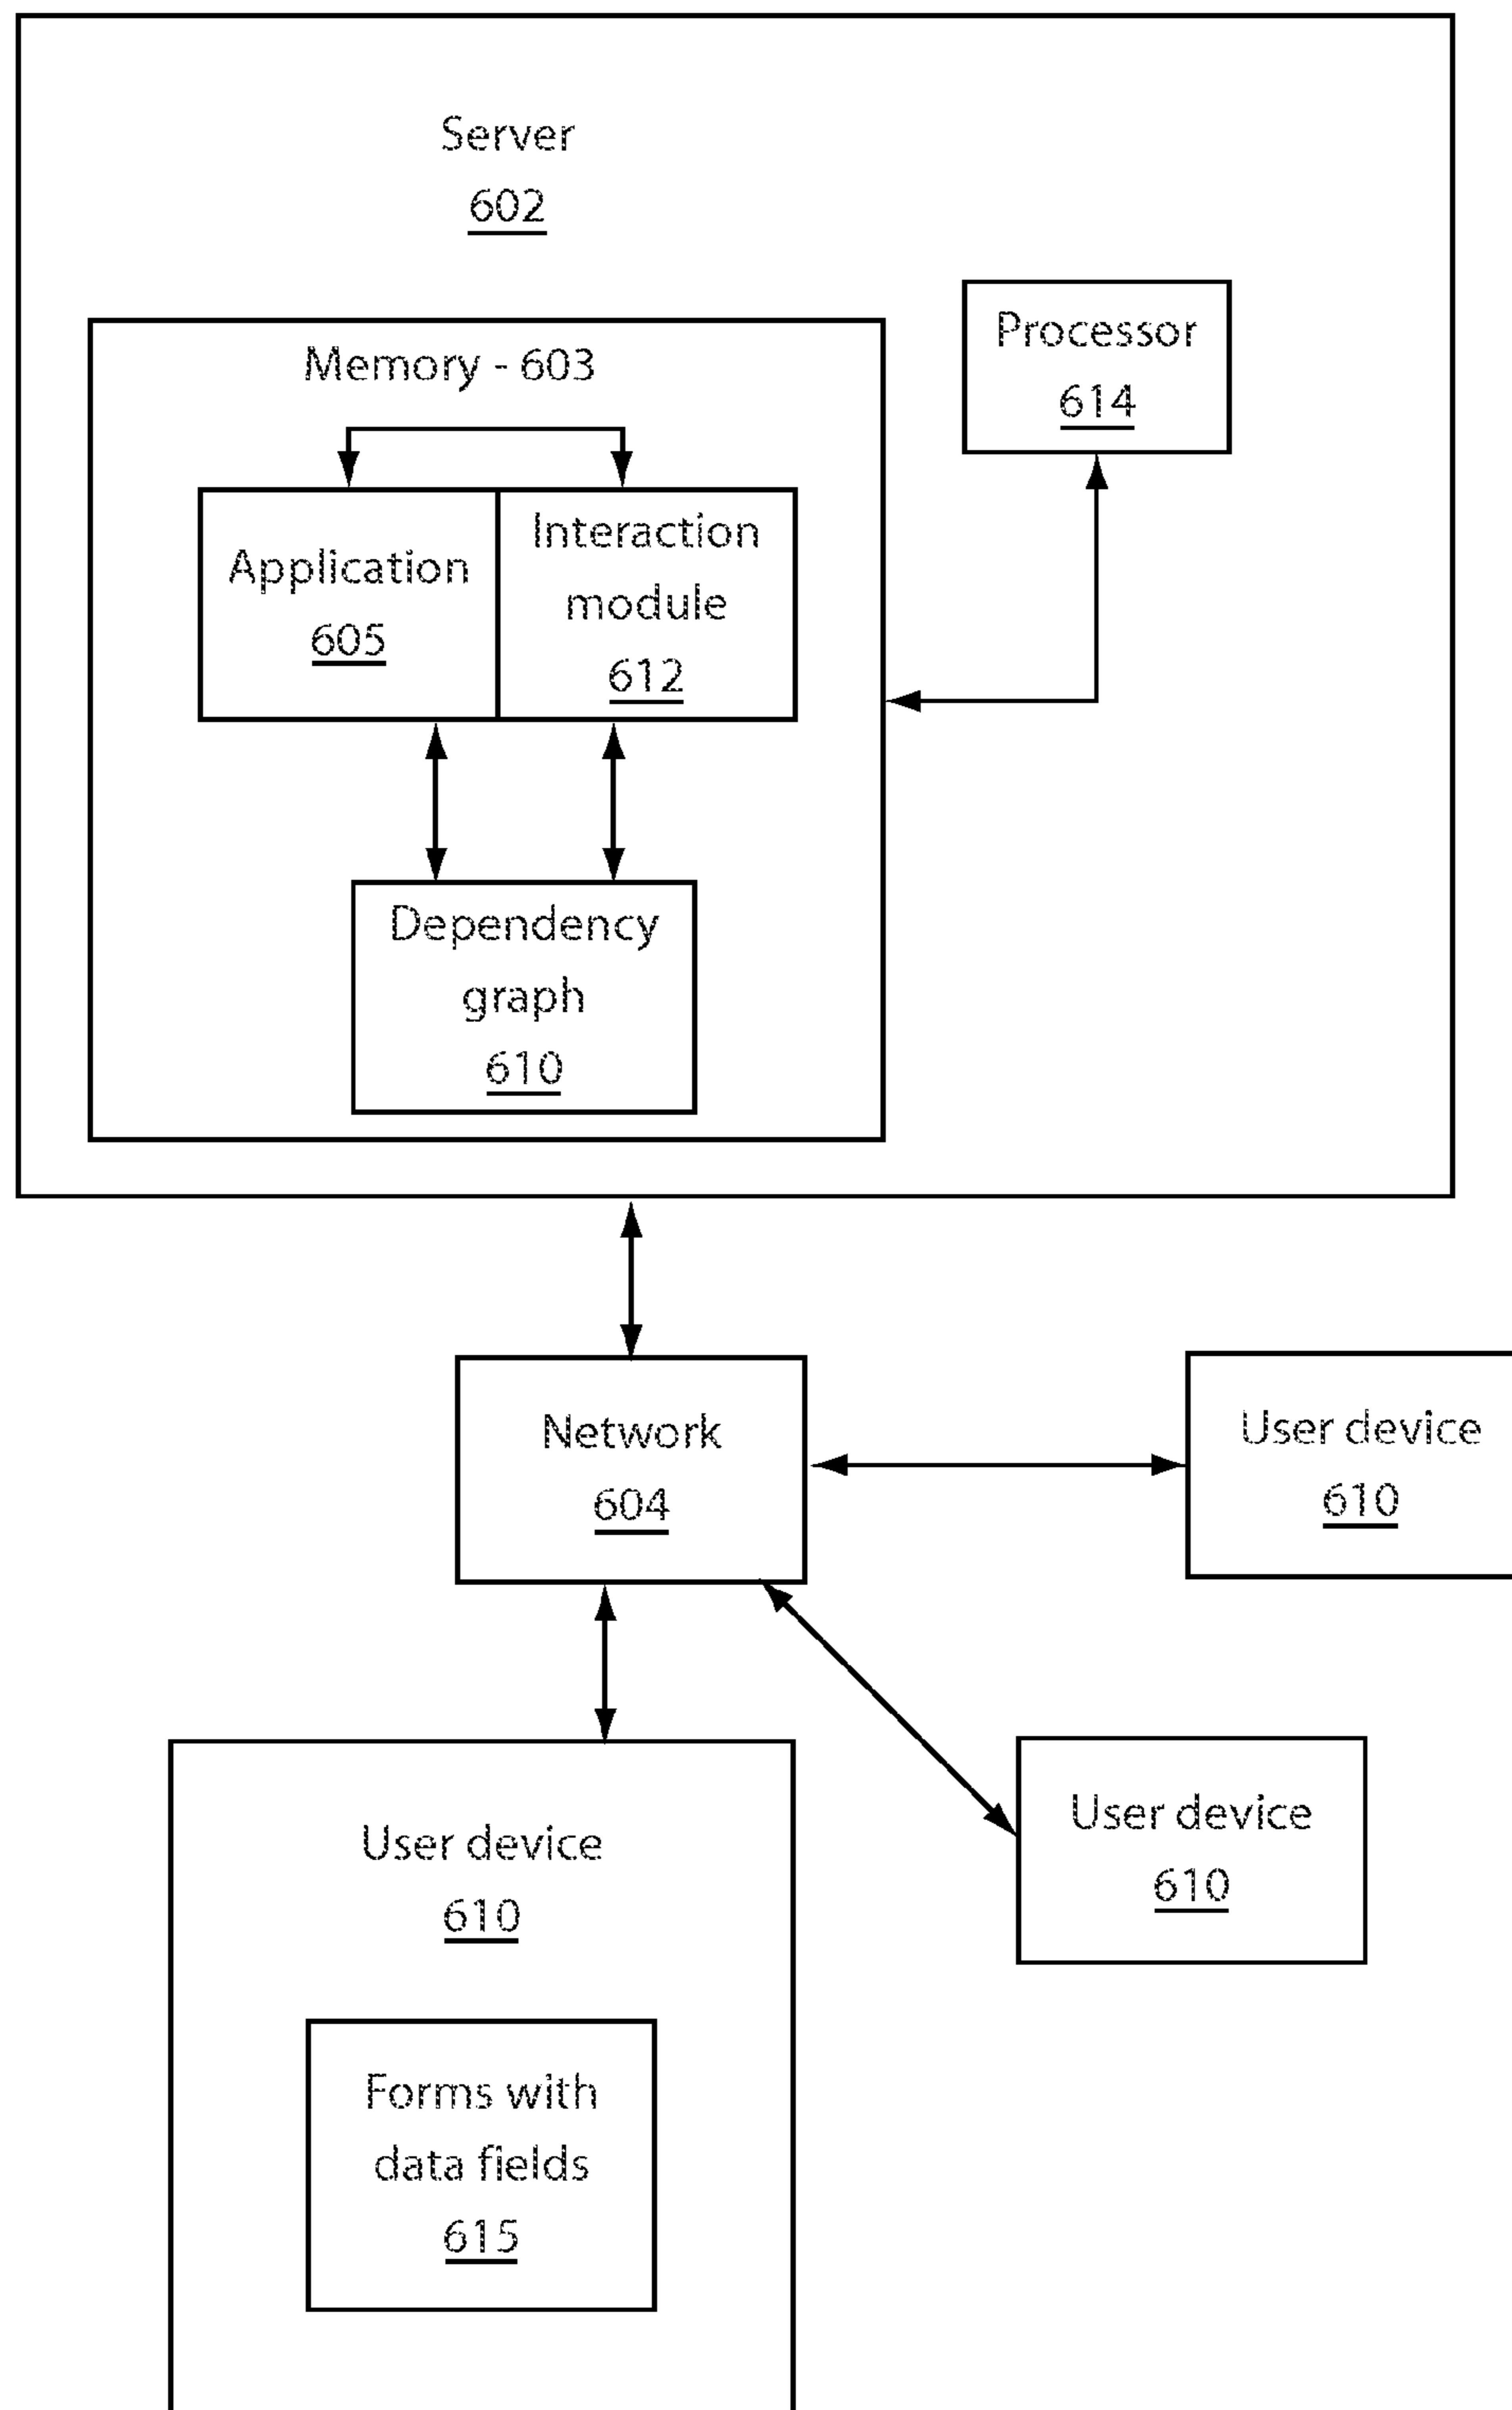 Server
602
Memory - 603
Processor
614
Application
605
Interaction
module
612
Dependency
graph
610
Network
604
User device
610
User device
610
User device
610
Forms with
data fields
615